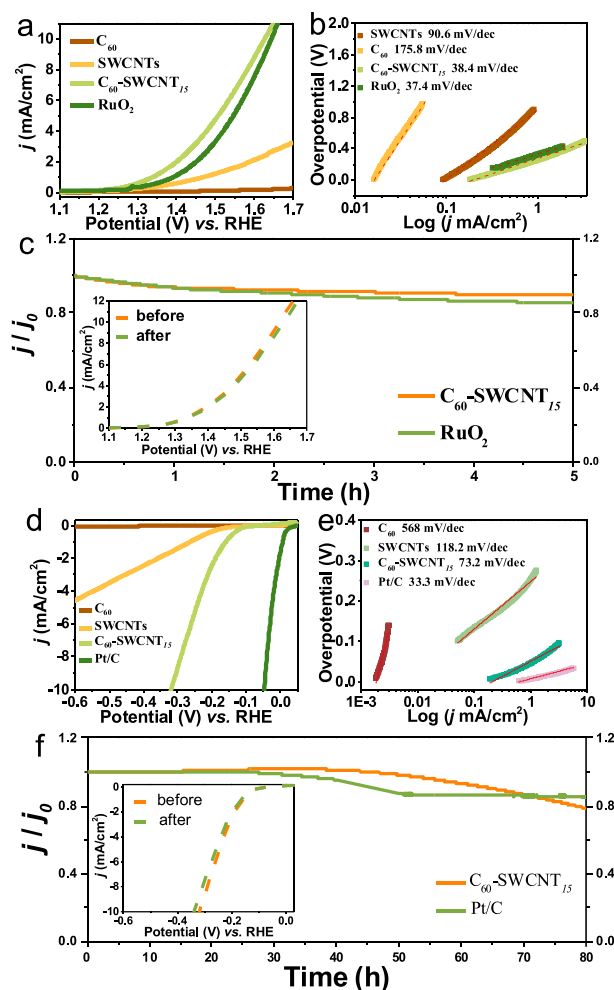 a
10
8
6
4
2
0
j (mA/cm²)
C₆₀
SWCNTs
C₆₀-SWCNT₁₅
RuO₂
1.1 1.2 1.3 1.4 1.5 1.6 1.7
Potential (V) vs. RHE
b
2.0
1.6
1.2
0.8
0.4
0.0
Overpotential (V)
SWCNTs 90.6 mV/dec
C₆₀ 175.8 mV/dec
C₆₀-SWCNT₁₅ 38.4 mV/dec
RuO₂ 37.4 mV/dec
0.01 0.1 1
Log (j mA/cm²)
c
1.2
0.8
0.4
0.0
j / j₀
12
10
8
6
4
2
0
j (mA/cm²)
before
after
1.1 1.2 1.3 1.4 1.5 1.6 1.7
Potential (V) vs. RHE
C₆₀-SWCNT₁₅
RuO₂
1.2
0.8
0.4
0.0
0 1 2 3 4 5
Time (h)
d
0
-2
-4
-6
-8
-10
j (mA/cm²)
C₆₀
SWCNTs
C₆₀-SWCNT₁₅
Pt/C
-0.6 -0.5 -0.4 -0.3 -0.2 -0.1 0.0
Potential (V) vs. RHE
e
0.4
0.3
0.2
0.1
0.0
Overpotential (V)
C₆₀ 568 mV/dec
SWCNTs 118.2 mV/dec
C₆₀-SWCNT₁₅ 73.2 mV/dec
Pt/C 33.3 mV/dec
1E-3 0.01 0.1 1 10
Log (j mA/cm²)
f
1.2
0.8
0.4
0.0
j / j₀
0
-2
-4
-6
-8
-10
j (mA/cm²)
before
after
-0.6 -0.4 -0.2 0.0
Potential (V) vs. RHE
C₆₀-SWCNT₁₅
Pt/C
1.2
0.8
0.4
0.0
0 10 20 30 40 50 60 70 80
Time (h)